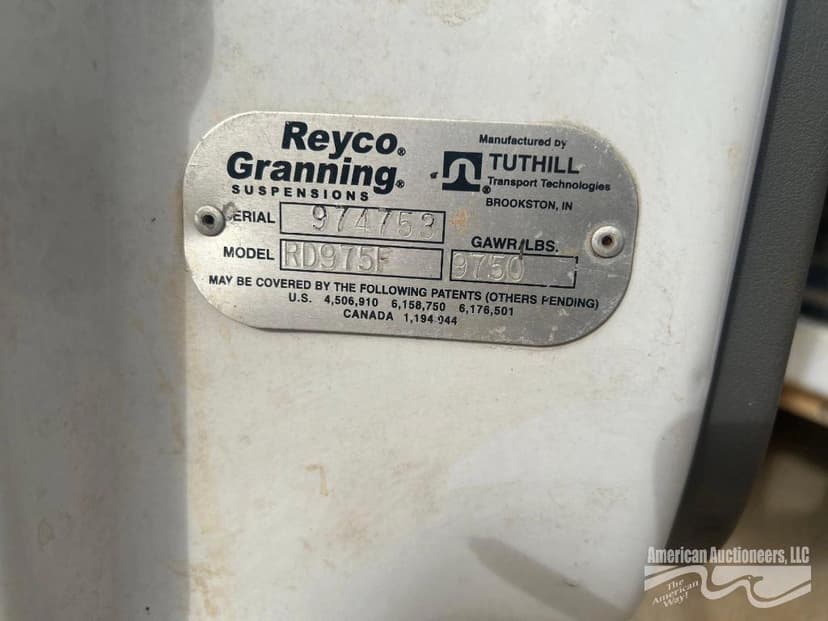 Reyco®
Granning®
SUSPENSIONS
Manufactured by
TUTHILL
Transport Technologies
BROOKSTON, IN
SERIAL 974753
MODEL RD975F
GAWR/LBS.
9750
MAY BE COVERED BY THE FOLLOWING PATENTS (OTHERS PENDING)
U.S. 4,506,910 6,158,750 6,176,501
CANADA 1,194,944
American Auctioneers, LLC
The
American
Way!